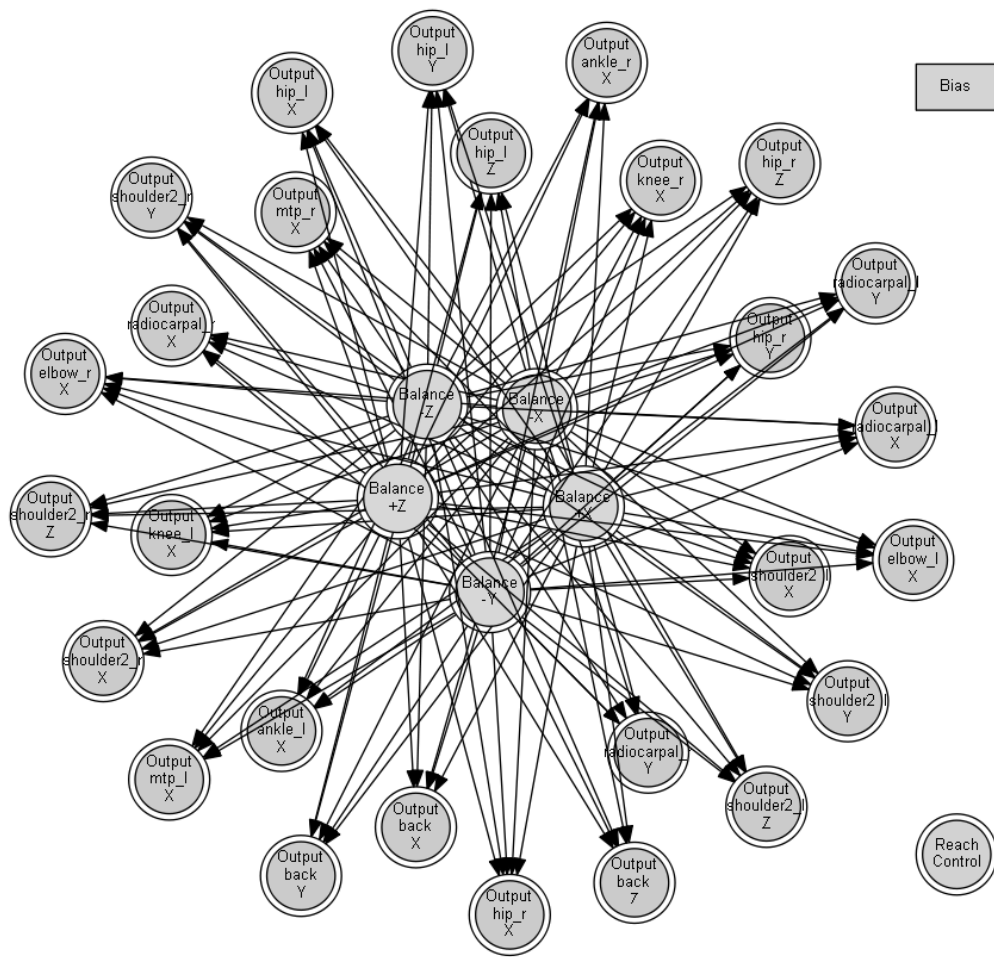 Output
hip_l
Y
Output
ankle_r
X
Output
hip_l
X
Bias
Output
hip_l
Z
Output
hip_r
Z
Output
knee_r
X
Output
shoulder2_r
Y
Output
mtp_r
X
Output
radiocarpal_l
Y
Output
radiocarpal_r
X
Output
hip_r
Y
Output
elbow_r
X
Balance
-Z
Balance
-X
Output
radiocarpal_l
X
Balance
+Z
Balance
+X
Output
shoulder2_r
Z
Output
knee_l
X
Output
elbow_l
X
Output
shoulder2_l
X
Balance
-Y
Output
shoulder2_r
X
Output
shoulder2_l
Y
Output
ankle_l
X
Output
radiocarpal_
Y
Output
mtp_l
X
Output
shoulder2_l
Z
Output
back
X
Reach
Control
Output
back
Y
Output
back
Z
Output
hip_r
X